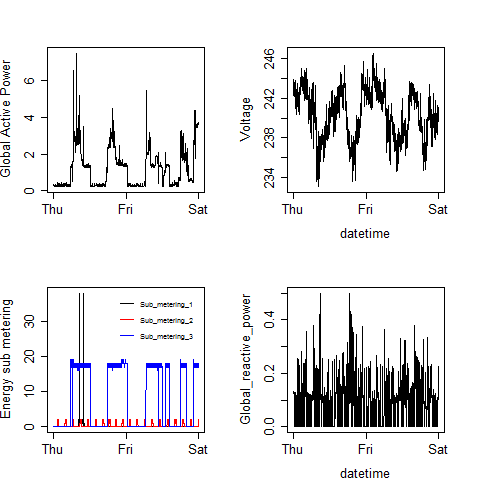 Global Active Power
0 2 4 6
Thu Fri Sat
Voltage
234 238 242 246
Thu Fri Sat
datetime
Energy sub metering
0 10 20 30
Sub_metering_1
Sub_metering_2
Sub_metering_3
Thu Fri Sat
Global_reactive_power
0.0 0.2 0.4
Thu Fri Sat
datetime